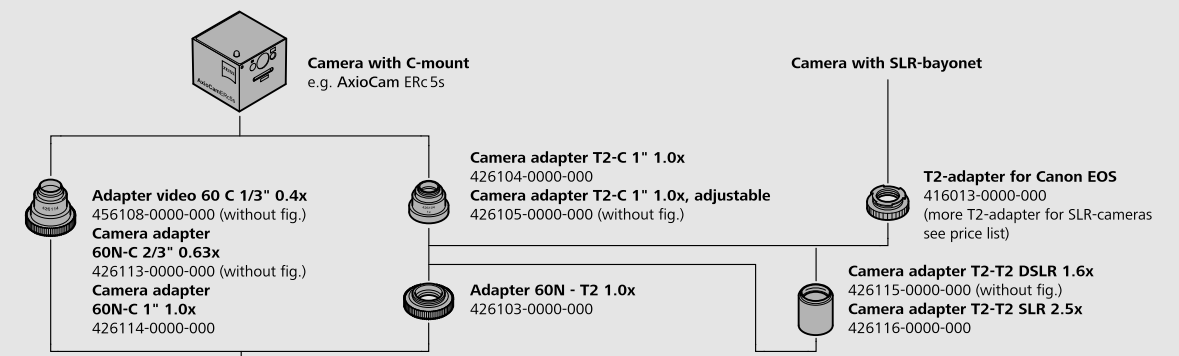 Camera with C-mount
e.g. AxioCam ERc5s
Camera with SLR-bayonet
AxioCamERc5s
Adapter video 60 C 1/3" 0.4x
456108-0000-000 (without fig.)
Camera adapter
60N-C 2/3" 0.63x
426113-0000-000 (without fig.)
Camera adapter
60N-C 1" 1.0x
426114-0000-000
Camera adapter T2-C 1" 1.0x
426104-0000-000
Camera adapter T2-C 1" 1.0x, adjustable
426105-0000-000 (without fig.)
T2-adapter for Canon EOS
416013-0000-000
(more T2-adapter for SLR-cameras
see price list)
Adapter 60N - T2 1.0x
426103-0000-000
Camera adapter T2-T2 DSLR 1.6x
426115-0000-000 (without fig.)
Camera adapter T2-T2 SLR 2.5x
426116-0000-000